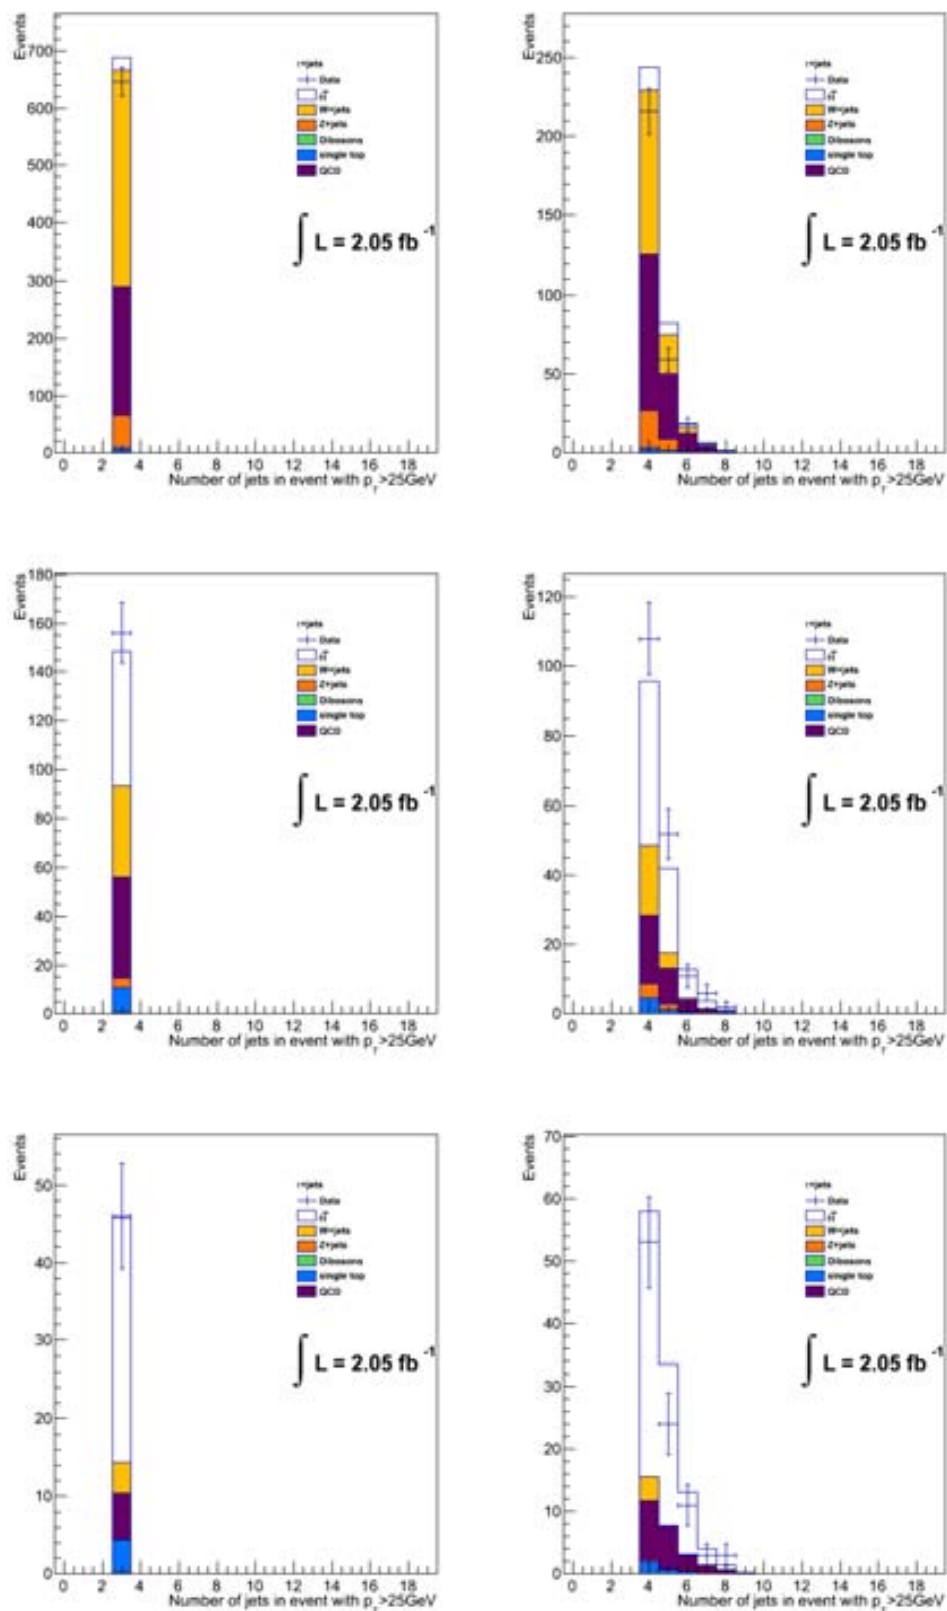 Events
700
600
500
400
300
200
100
0
Data
W+jets
Z+jets
Dibosons
single top
QCD
∫ L = 2.05 fb⁻¹
0 2 4 6 8 10 12 14 16 18
Number of jets in event with p_T>25GeV
Events
250
200
150
100
50
0
Data
W+jets
Z+jets
Dibosons
single top
QCD
∫ L = 2.05 fb⁻¹
0 2 4 6 8 10 12 14 16 18
Number of jets in event with p_T>25GeV
Events
180
160
140
120
100
80
60
40
20
0
Data
W+jets
Z+jets
Dibosons
single top
QCD
∫ L = 2.05 fb⁻¹
0 2 4 6 8 10 12 14 16 18
Number of jets in event with p_T>25GeV
Events
120
100
80
60
40
20
0
Data
W+jets
Z+jets
Dibosons
single top
QCD
∫ L = 2.05 fb⁻¹
0 2 4 6 8 10 12 14 16 18
Number of jets in event with p_T>25GeV
Events
50
40
30
20
10
0
Data
W+jets
Z+jets
Dibosons
single top
QCD
∫ L = 2.05 fb⁻¹
0 2 4 6 8 10 12 14 16 18
Number of jets in event with p_T>25GeV
Events
70
60
50
40
30
20
10
0
Data
W+jets
Z+jets
Dibosons
single top
QCD
∫ L = 2.05 fb⁻¹
0 2 4 6 8 10 12 14 16 18
Number of jets in event with p_T>25GeV